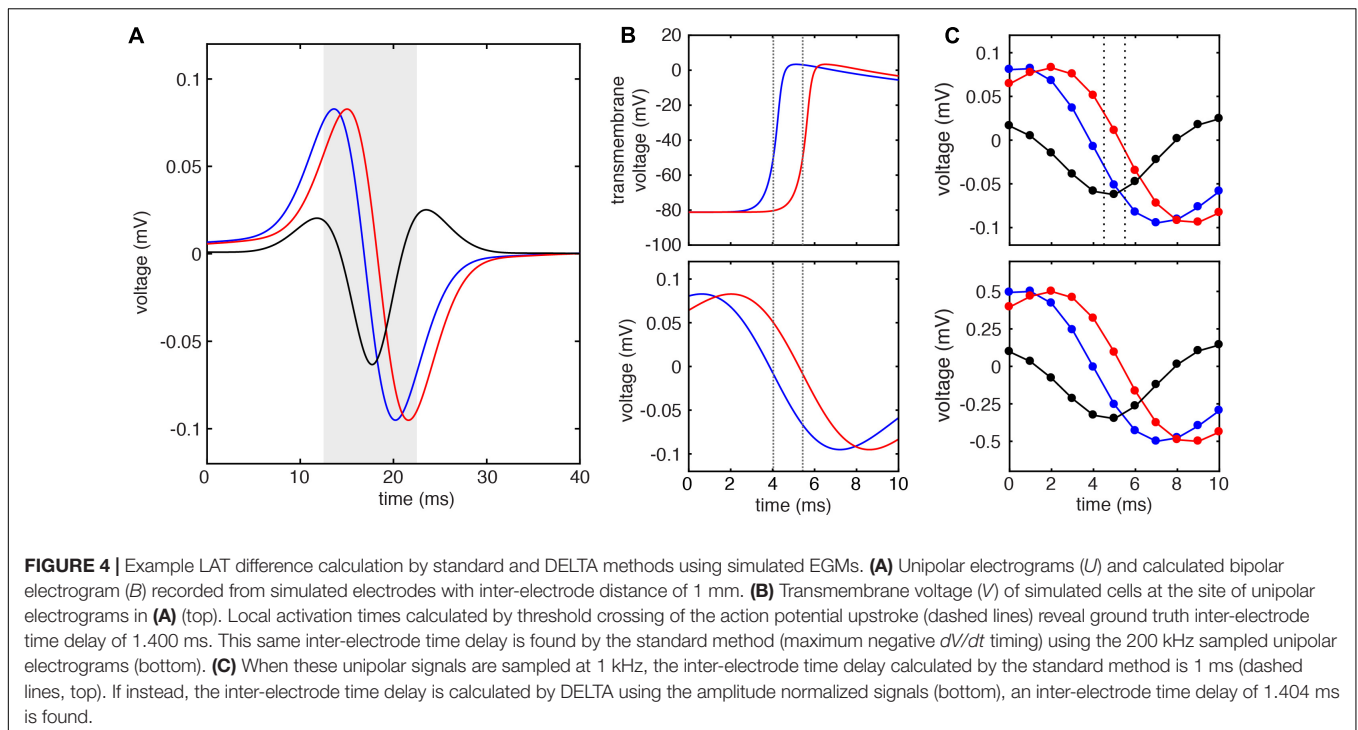 A
B
C
voltage (mV)
0.1
0.05
0
-0.05
-0.1
0
10
20
30
40
time (ms)
transmembrane
voltage (mV)
20
0
-20
-40
-60
-80
-100
voltage (mV)
0.1
0.05
0
-0.05
-0.1
0
2
4
6
8
10
time (ms)
voltage (mV)
0.1
0.05
0
-0.05
-0.1
voltage (mV)
0.5
0.25
0
-0.25
-0.5
0
2
4
6
8
10
time (ms)
FIGURE 4 | Example LAT difference calculation by standard and DELTA methods using simulated EGMs. (A) Unipolar electrograms (U) and calculated bipolar
electrogram (B) recorded from simulated electrodes with inter-electrode distance of 1 mm. (B) Transmembrane voltage (V) of simulated cells at the site of unipolar
electrograms in (A) (top). Local activation times calculated by threshold crossing of the action potential upstroke (dashed lines) reveal ground truth inter-electrode
time delay of 1.400 ms. This same inter-electrode time delay is found by the standard method (maximum negative dV/dt timing) using the 200 kHz sampled unipolar
electrograms (bottom). (C) When these unipolar signals are sampled at 1 kHz, the inter-electrode time delay calculated by the standard method is 1 ms (dashed
lines, top). If instead, the inter-electrode time delay is calculated by DELTA using the amplitude normalized signals (bottom), an inter-electrode time delay of 1.404 ms
is found.